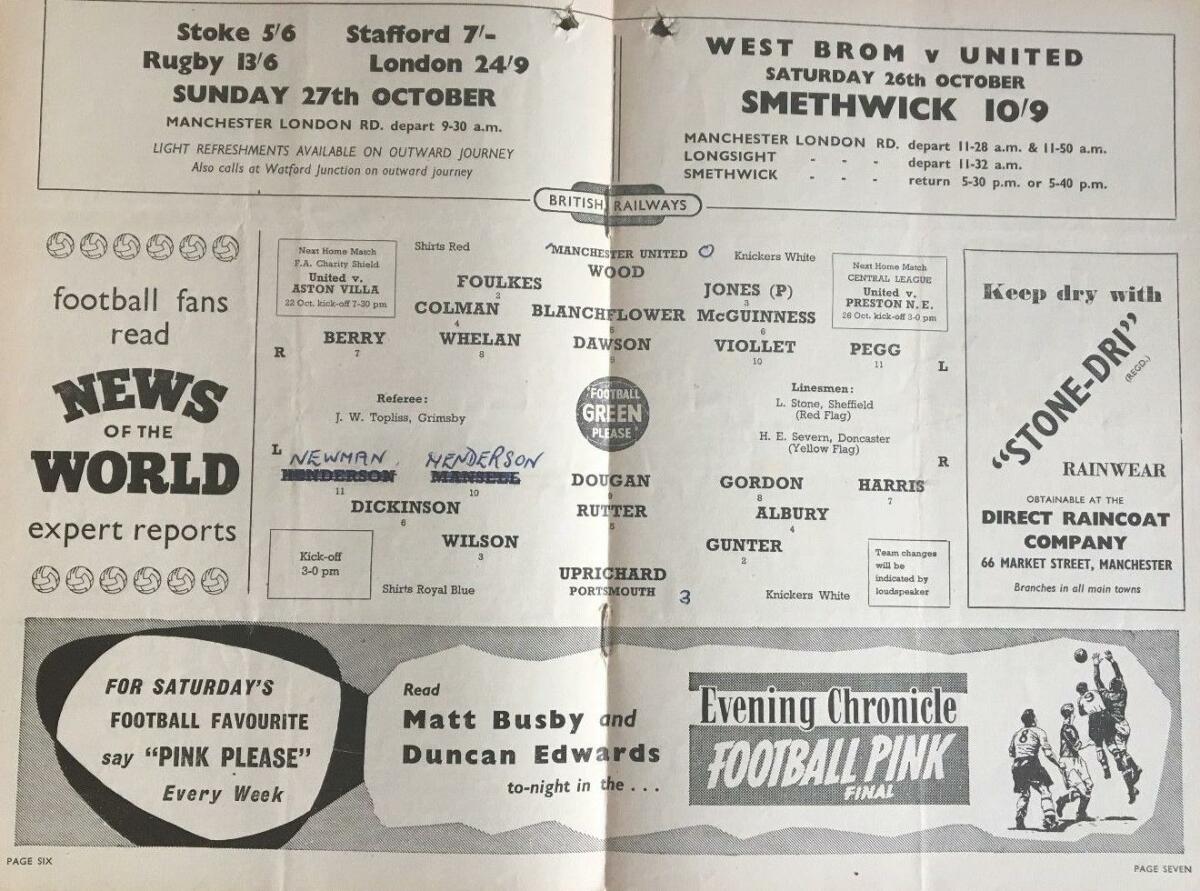 Stoke 5/6 Stafford 7/-
Rugby 13/6 London 24/9
SUNDAY 27th OCTOBER
MANCHESTER LONDON RD. depart 9-30 a.m.
LIGHT REFRESHMENTS AVAILABLE ON OUTWARD JOURNEY
Also calls at Watford Junction on outward journey
WEST BROM v UNITED
SATURDAY 26th OCTOBER
SMETHWICK 10/9
MANCHESTER LONDON RD. depart 11-28 a.m. & 11-50 a.m.
LONGSIGHT - - - depart 11-32 a.m.
SMETHWICK - - - return 5-30 p.m. or 5-40 p.m.
BRITISH RAILWAYS
football fans
read
NEWS
OF THE
WORLD
expert reports
Next Home Match
F.A. Charity Shield
United v.
ASTON VILLA
22 Oct. kick-off 7-30 pm
Shirts Red
MANCHESTER UNITED 0
Knickers White
Next Home Match
CENTRAL LEAGUE
United v.
PRESTON N.E.
26 Oct. kick-off 3-0 pm
WOOD
FOULKES JONES (P)
2 3
COLMAN BLANCHFLOWER McGUINNESS
4 5 6
BERRY WHELAN DAWSON VIOLLET PEGG
R 7 8 9 10 11 L
Referee:
J. W. Topliss, Grimsby
FOOTBALL
GREEN
PLEASE
Linesmen:
L. Stone, Sheffield
(Red Flag)
H. E. Severn, Doncaster
(Yellow Flag)
L NEWMAN. HENDERSON R
HENDERSON MANSELL DOUGAN GORDON HARRIS
11 10 9 8 7
DICKINSON RUTTER ALBURY
6 5 4
WILSON GUNTER
3 2
Kick-off
3-0 pm
UPRICHARD
Shirts Royal Blue PORTSMOUTH 3 Knickers White
Team changes
will be
indicated by
loudspeaker
Keep dry with
"STONE-DRI"
(REGD.)
RAINWEAR
OBTAINABLE AT THE
DIRECT RAINCOAT
COMPANY
66 MARKET STREET, MANCHESTER
Branches in all main towns
FOR SATURDAY'S
FOOTBALL FAVOURITE
say "PINK PLEASE"
Every Week
Read
Matt Busby and
Duncan Edwards
to-night in the . . .
Evening Chronicle
FOOTBALL PINK
FINAL
8
PAGE SIX
PAGE SEVEN